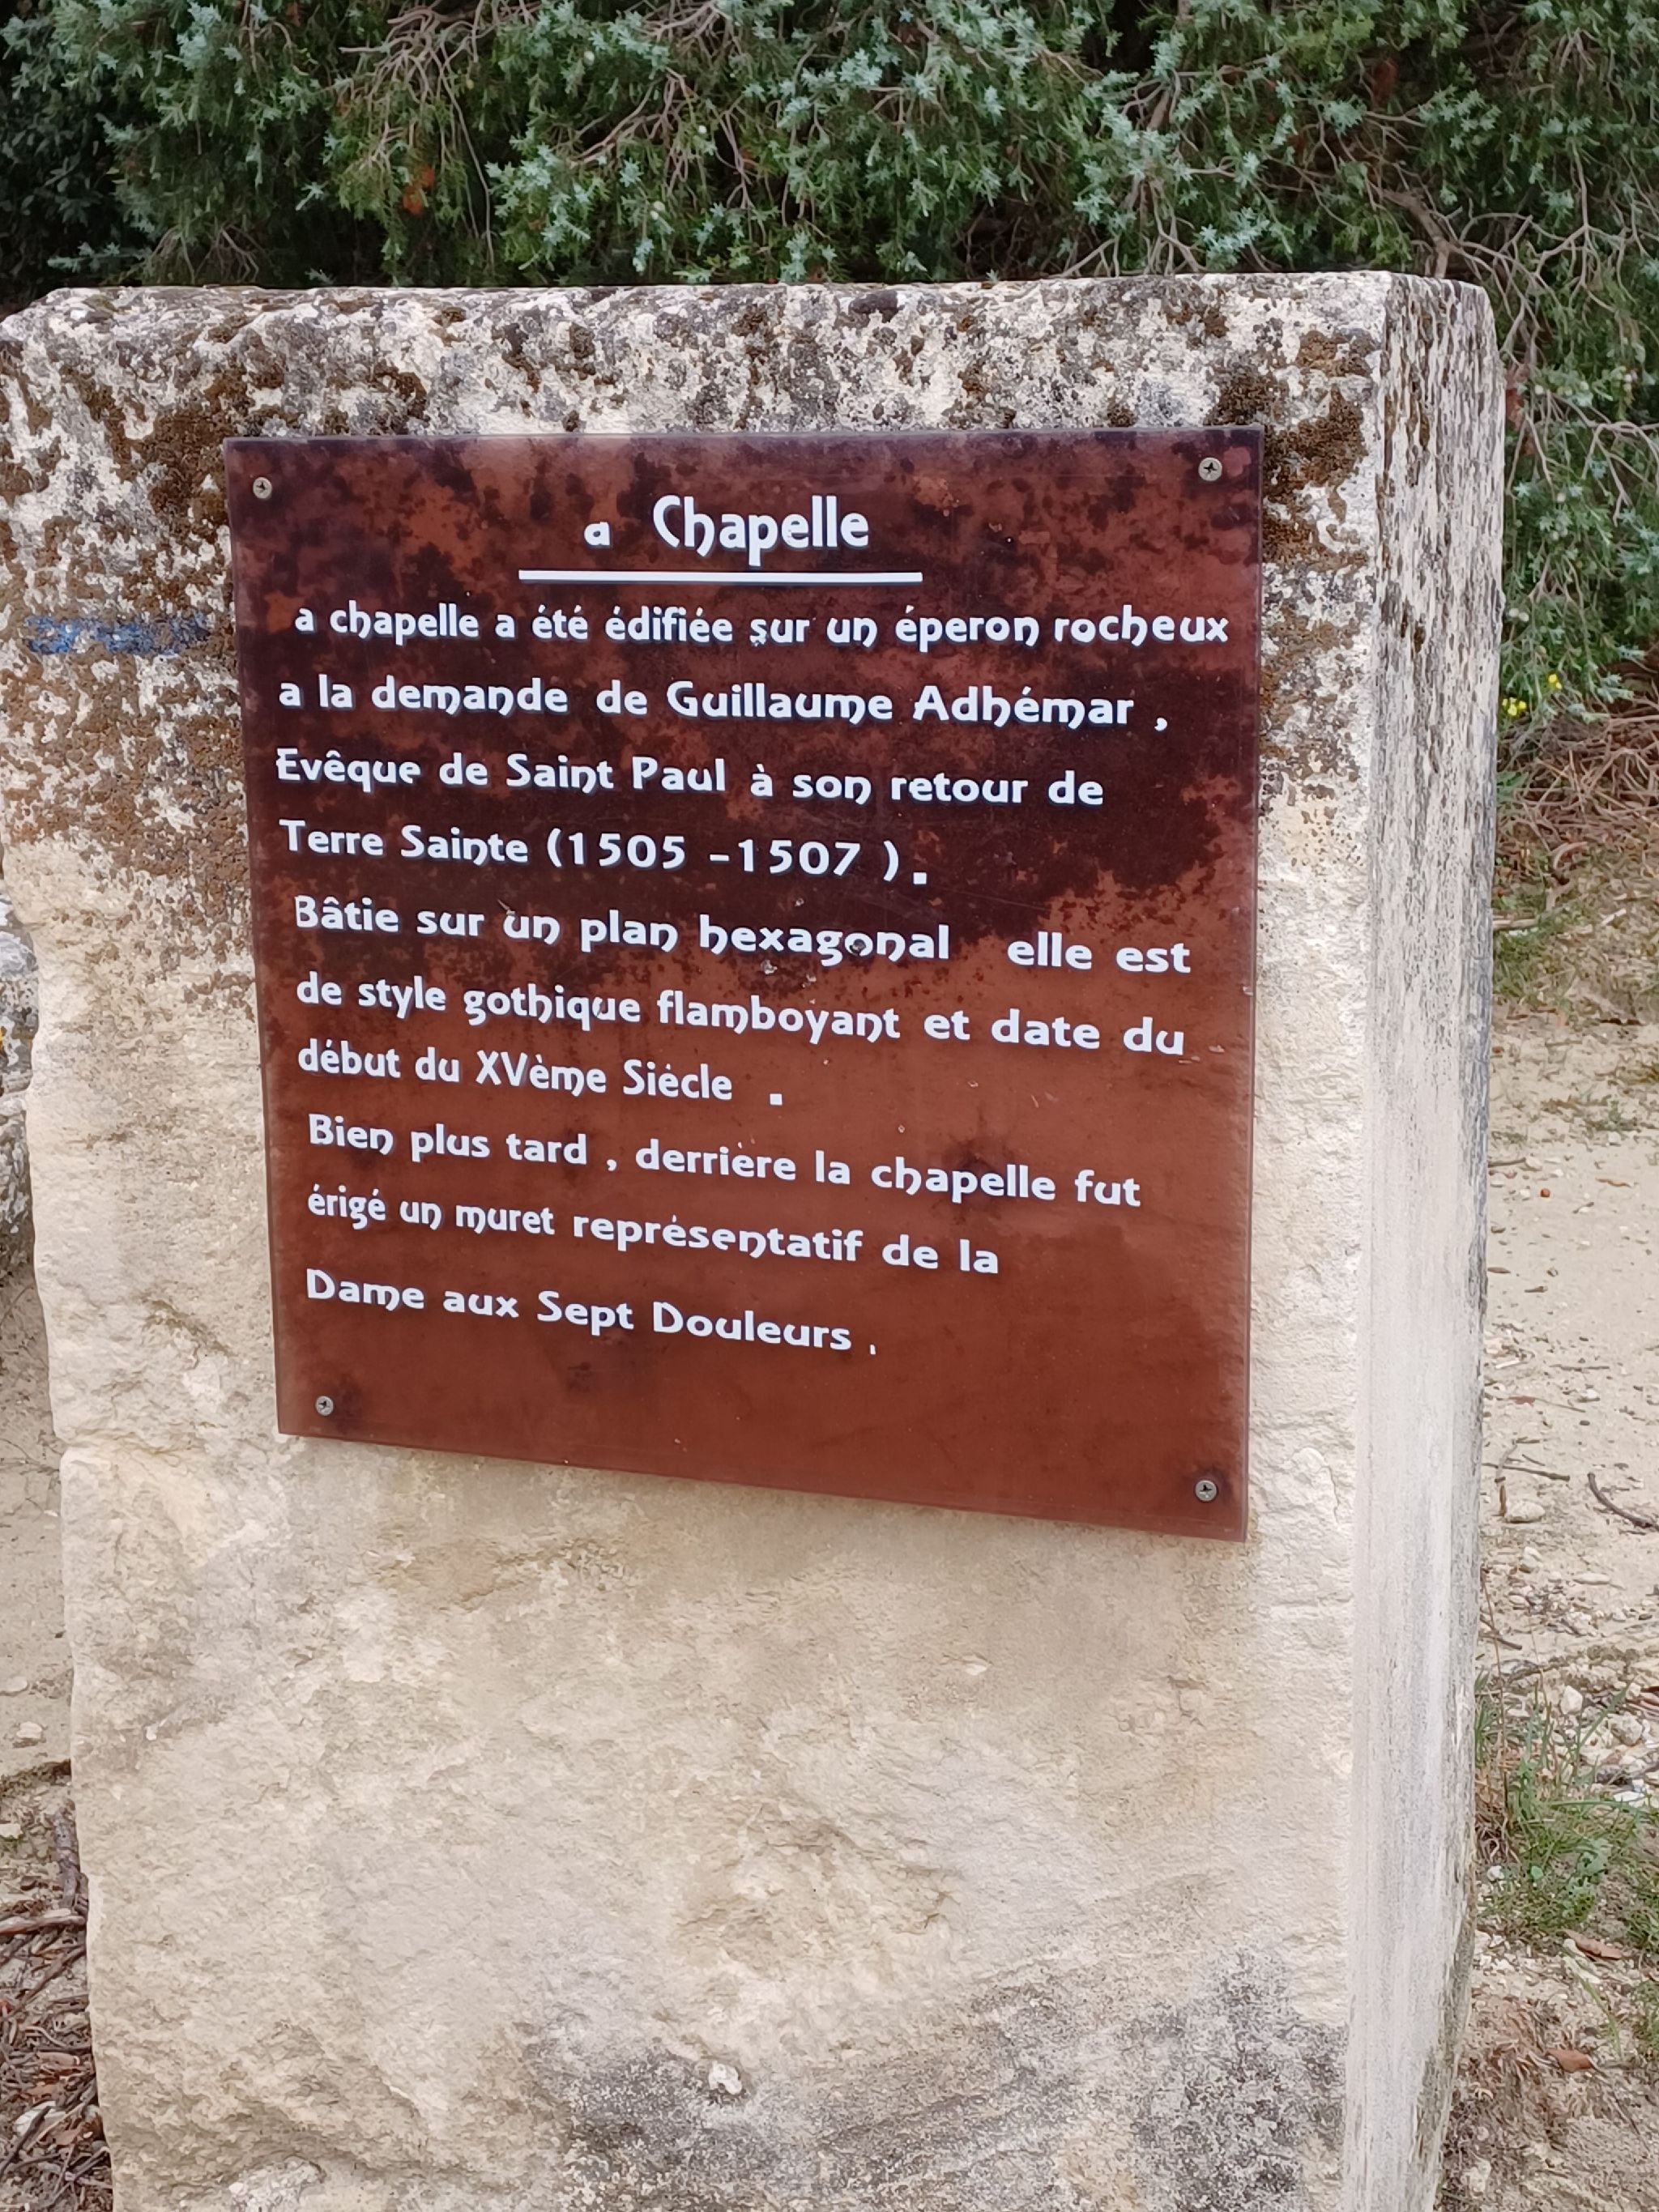 a Chapelle
a chapelle a été édifiée sur un éperon rocheux
a la demande de Guillaume Adhémar ,
Evêque de Saint Paul à son retour de
Terre Sainte (1505 -1507 ) .
Bâtie sur un plan hexagonal elle est
de style gothique flamboyant et date du
début du XVème Siécle .
Bien plus tard , derrière la chapelle fut
érigé un muret représentatif de la
Dame aux Sept Douleurs .